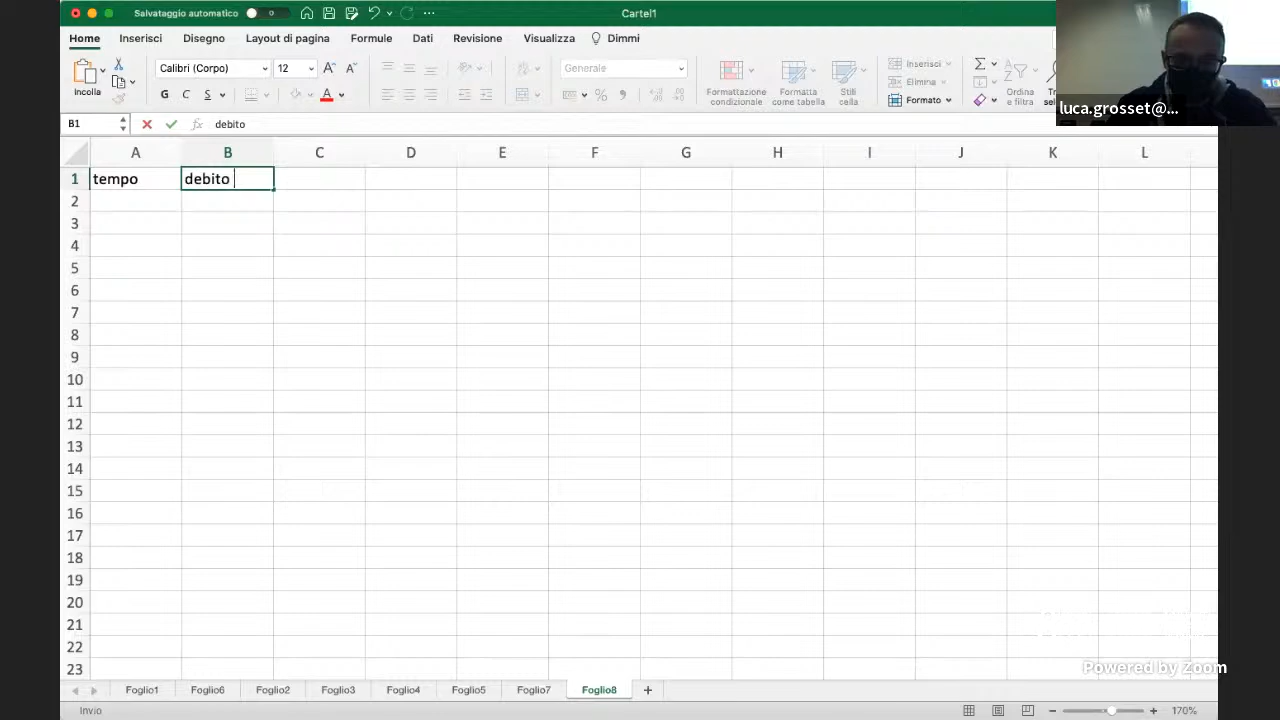 Salvataggio automatico 0 Cartel1
Home Inserisci Disegno Layout di pagina Formule Dati Revisione Visualizza Dimmi
Incolla Calibri (Corpo) 12 A A Generale Formattazione condizionale Formatta come tabella Stili cella Inserisci Elimina Formato Ordina e filtra
G C S A
luca.grosset@...
B1 fx debito
A B C D E F G H I J K L
1 tempo debito
2
3
4
5
6
7
8
9
10
11
12
13
14
15
16
17
18
19
20
21
22
23
Powered by Zoom
Foglio1 Foglio6 Foglio2 Foglio3 Foglio4 Foglio5 Foglio7 Foglio8 +
Invio 170%